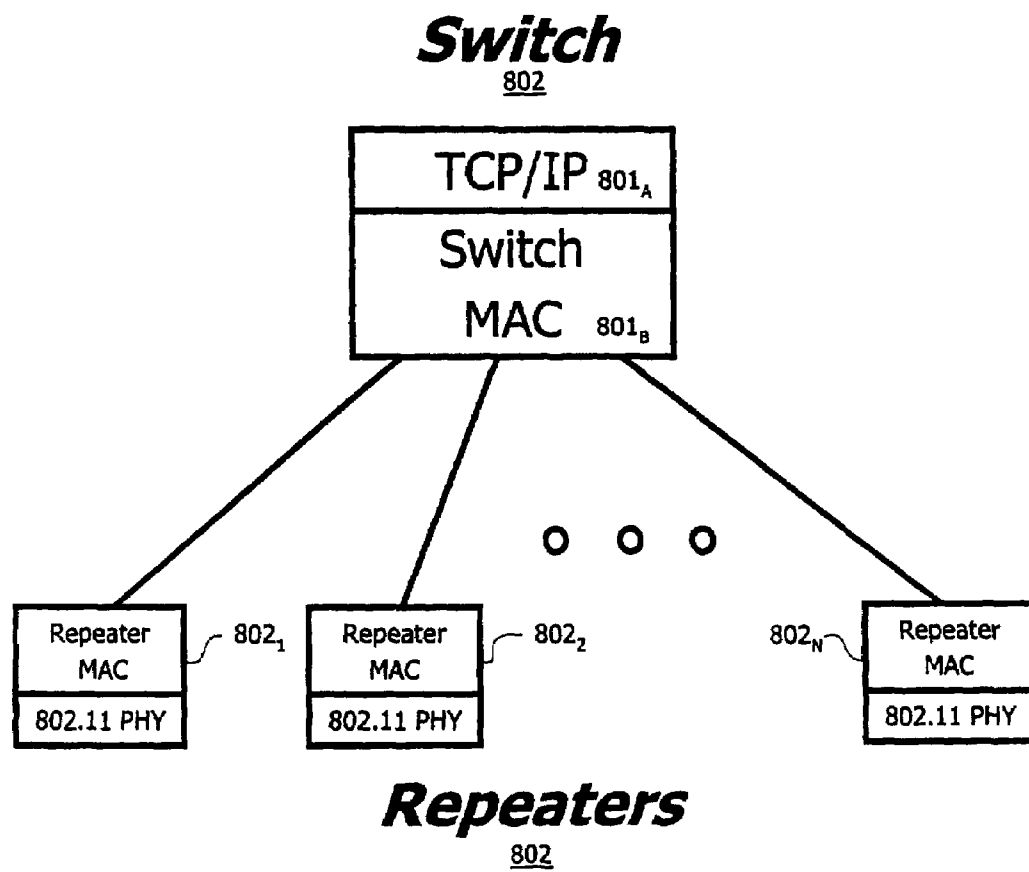 Switch
802
TCP/IP 801A
Switch
MAC 801B
Repeater
MAC
802.11 PHY
8021
Repeater
MAC
802.11 PHY
8022
802N
Repeater
MAC
802.11 PHY
Repeaters
802